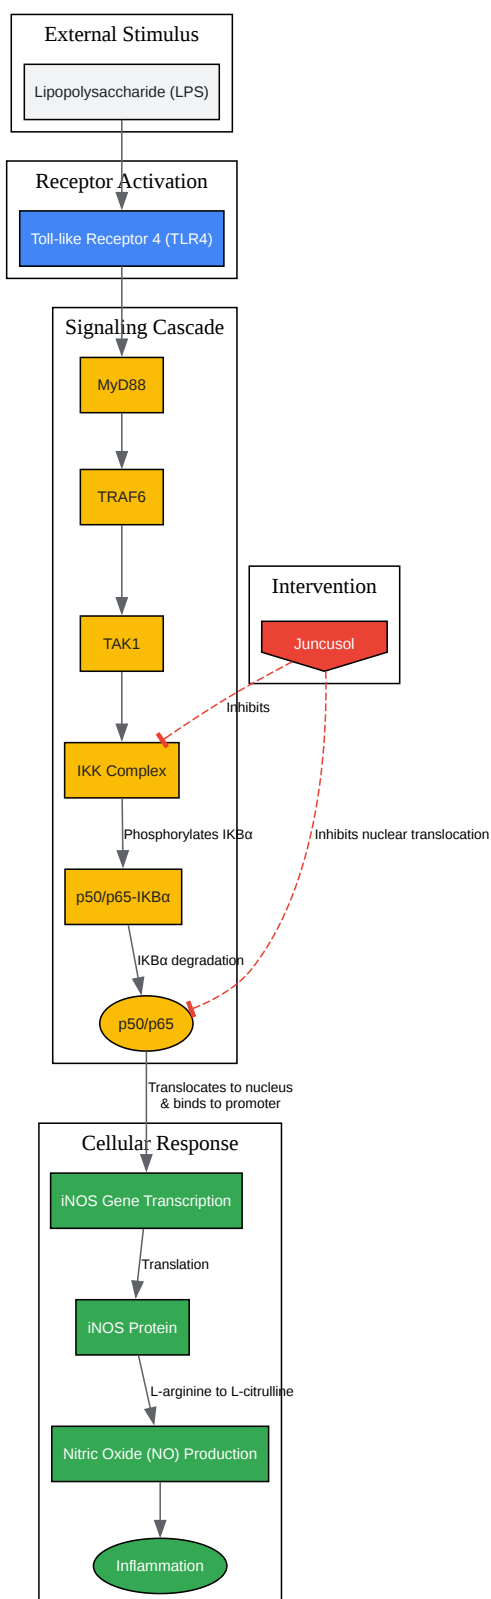 External Stimulus
Lipopolysaccharide (LPS)
Receptor Activation
Toll-like Receptor 4 (TLR4)
Signaling Cascade
MyD88
TRAF6
Intervention
TAK1
Juncusol
Inhibits
IKK Complex
Phosphorylates IKBα
Inhibits nuclear translocation
p50/p65-IKBα
IKBα degradation
p50/p65
Translocates to nucleus
& binds to promoter
Cellular Response
iNOS Gene Transcription
Translation
iNOS Protein
L-arginine to L-citrulline
Nitric Oxide (NO) Production
Inflammation